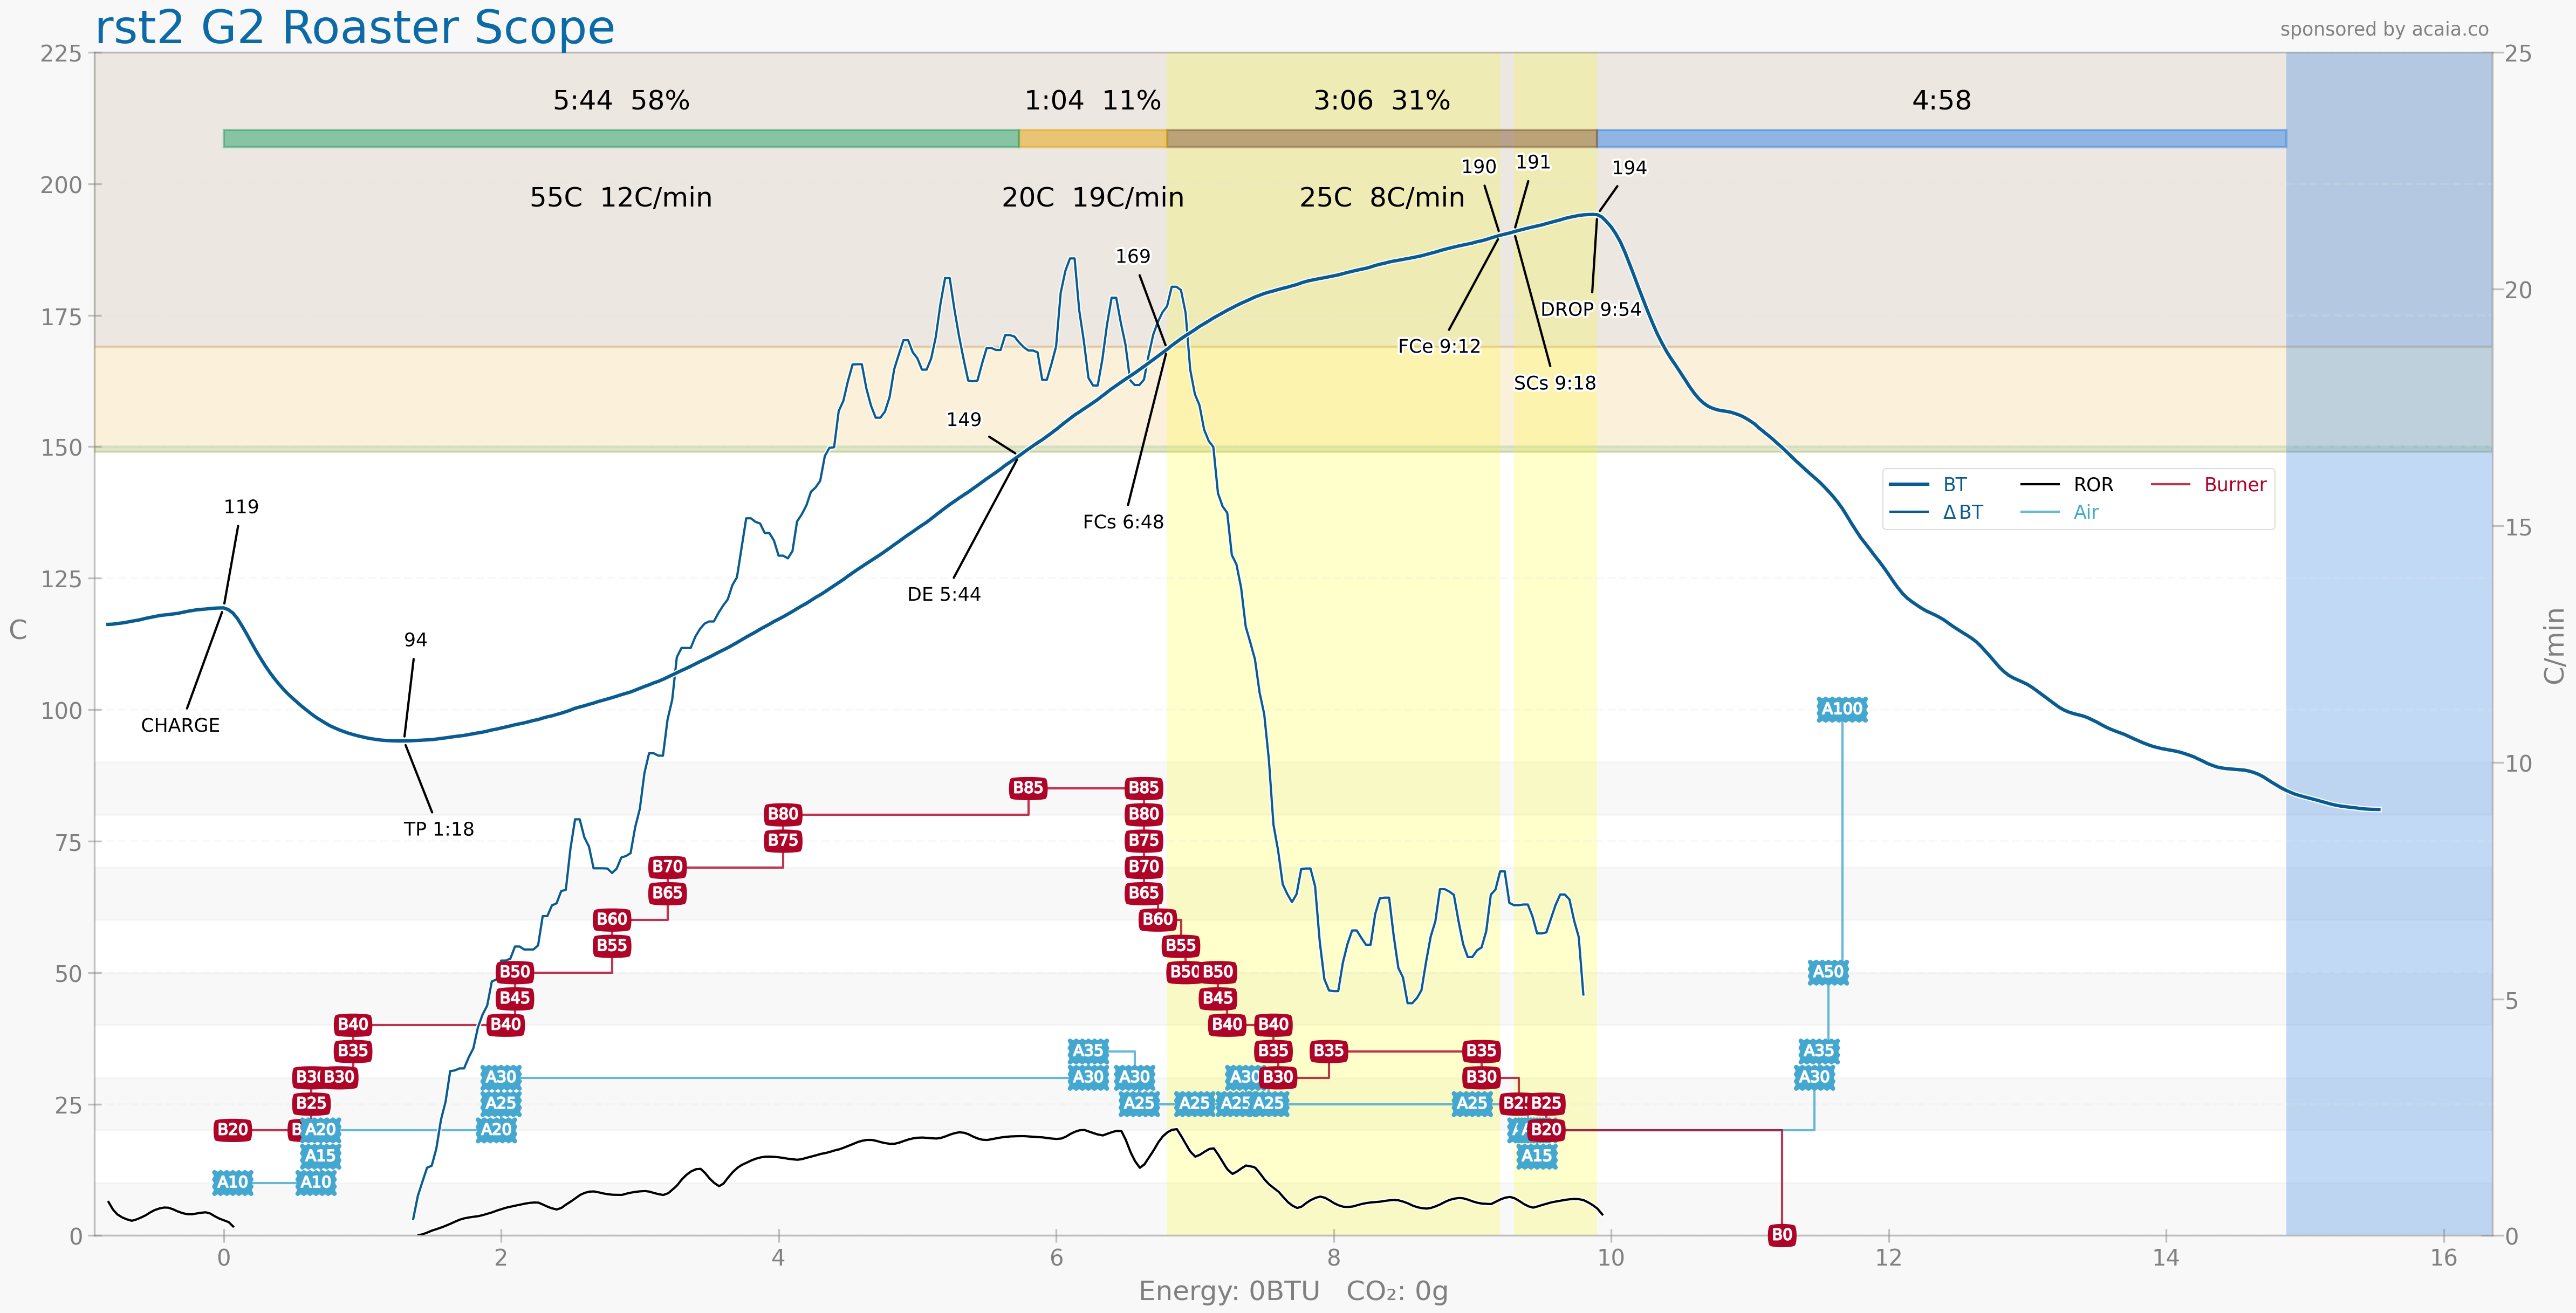 rst2 G2 Roaster Scope
sponsored by acaia.co
225
25
5:44 58%
1:04 11%
3:06 31%
4:58
200
55C 12C/min
20C 19C/min
25C 8C/min
190
191
194
169
20
175
DROP 9:54
FCe 9:12
SCs 9:18
149
150
119
BT
ROR
Burner
ΔBT
Air
FCs 6:48
15
125
DE 5:44
C
C/min
94
100
CHARGE
A100
TP 1:18
10
B85
B85
B80
B80
75
B75
B75
B70
B70
B65
B65
B60
B60
B55
B55
50
B50
B50
B50
A50
B45
B45
5
B40
B40
B40
B40
B35
A35
B35
B35
B35
A35
B30
A30
A30
A30
A30
B30
B30
A30
25
B25
A25
A25
A25
A25
A25
A25
B25
B20
A20
A20
B20
A15
A15
A10
A10
0
B0
0
0
2
4
6
8
10
12
14
16
Energy: 0BTU CO₂: 0g